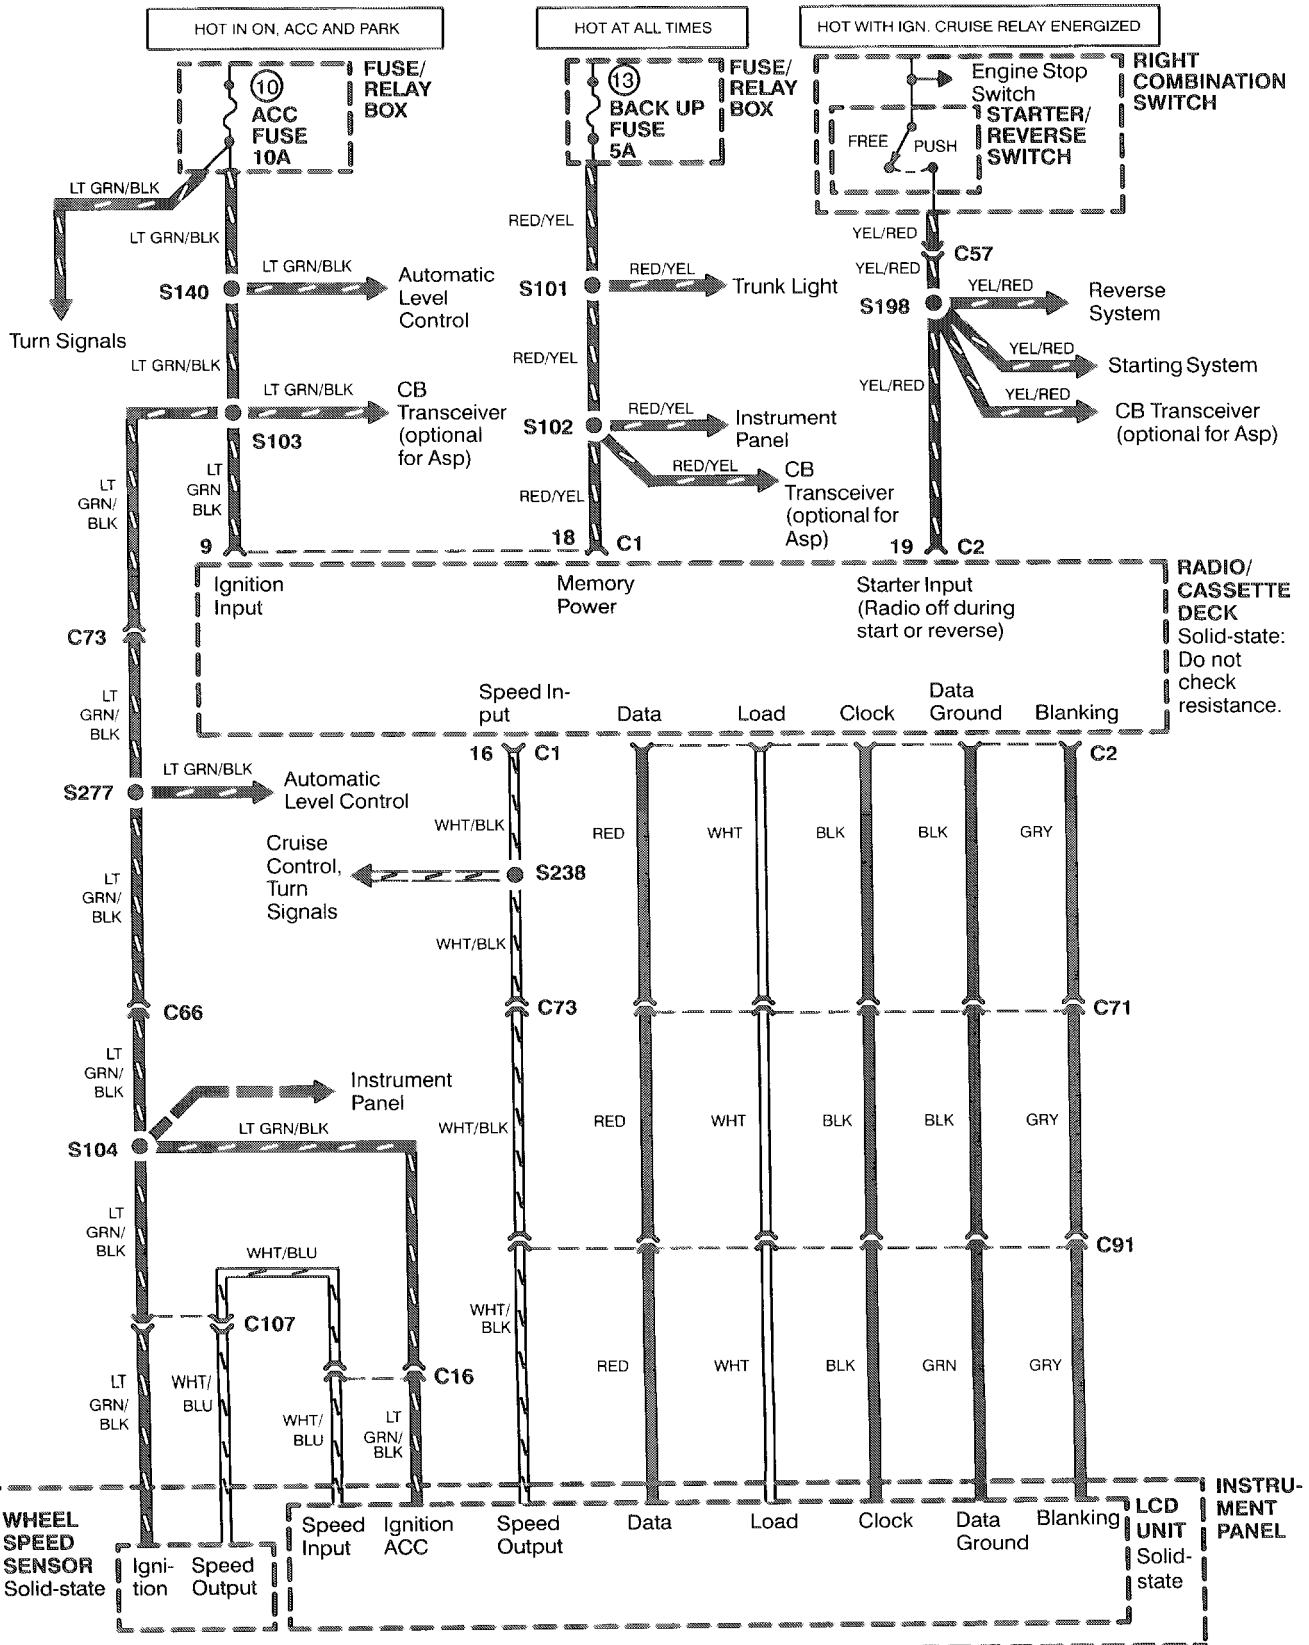 HOT IN ON, ACC AND PARK
HOT AT ALL TIMES
HOT WITH IGN. CRUISE RELAY ENERGIZED
10
ACC
FUSE
10A
FUSE/
RELAY
BOX
13
BACK UP
FUSE
5A
FUSE/
RELAY
BOX
Engine Stop
Switch
STARTER/
REVERSE
SWITCH
FREE
PUSH
RIGHT
COMBINATION
SWITCH
LT GRN/BLK
LT GRN/BLK
Turn Signals
S140
LT GRN/BLK
Automatic
Level
Control
LT GRN/BLK
LT GRN/BLK
CB
Transceiver
(optional
for Asp)
S103
LT
GRN
BLK
LT
GRN/
BLK
RED/YEL
S101
RED/YEL
Trunk Light
RED/YEL
S102
RED/YEL
Instrument
Panel
RED/YEL
CB
Transceiver
(optional for
Asp)
RED/YEL
YEL/RED
C57
YEL/RED
S198
YEL/RED
Reverse
System
YEL/RED
Starting System
YEL/RED
YEL/RED
CB Transceiver
(optional for Asp)
9
18
C1
19
C2
Ignition
Input
Memory
Power
Starter Input
(Radio off during
start or reverse)
RADIO/
CASSETTE
DECK
Solid-state:
Do not
check
resistance.
C73
Speed In-
put
Data
Load
Clock
Data
Ground
Blanking
16
C1
C2
LT
GRN/
BLK
S277
LT GRN/BLK
Automatic
Level Control
WHT/BLK
RED
WHT
BLK
BLK
GRY
Cruise
Control,
Turn
Signals
S238
LT
GRN/
BLK
WHT/BLK
C66
C73
C71
LT
GRN/
BLK
Instrument
Panel
S104
LT GRN/BLK
WHT/BLK
RED
WHT
BLK
BLK
GRY
LT
GRN/
BLK
WHT/BLU
C91
C107
WHT/
BLK
C16
LT
GRN/
BLK
WHT/
BLU
WHT/
BLU
LT
GRN/
BLK
RED
WHT
BLK
GRN
GRY
WHEEL
SPEED
SENSOR
Solid-state
Igni-
tion
Speed
Output
Speed
Input
Ignition
ACC
Speed
Output
Data
Load
Clock
Data
Ground
Blanking
LCD
UNIT
Solid-
state
INSTRU-
MENT
PANEL